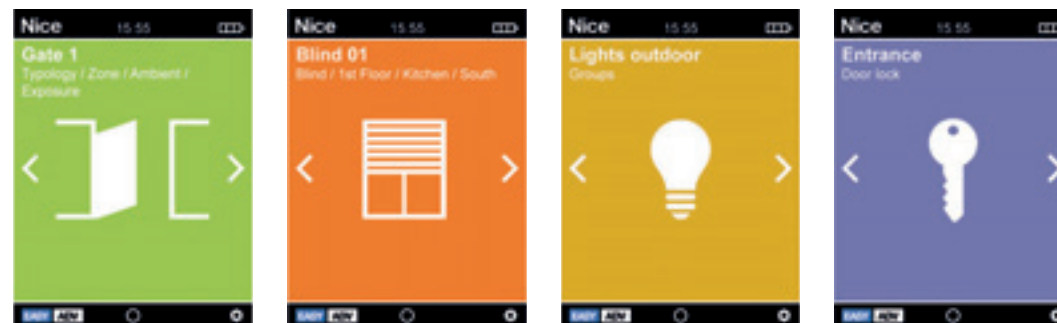 Nice 15:55
Gate 1
Typology / Zone / Ambient /
Exposure
EASY ADV
Nice 15:55
Blind 01
Blind / 1st Floor / Kitchen / South
EASY ADV
Nice 15:55
Lights outdoor
Groups
EASY ADV
Nice 15:55
Entrance
Door lock
EASY ADV